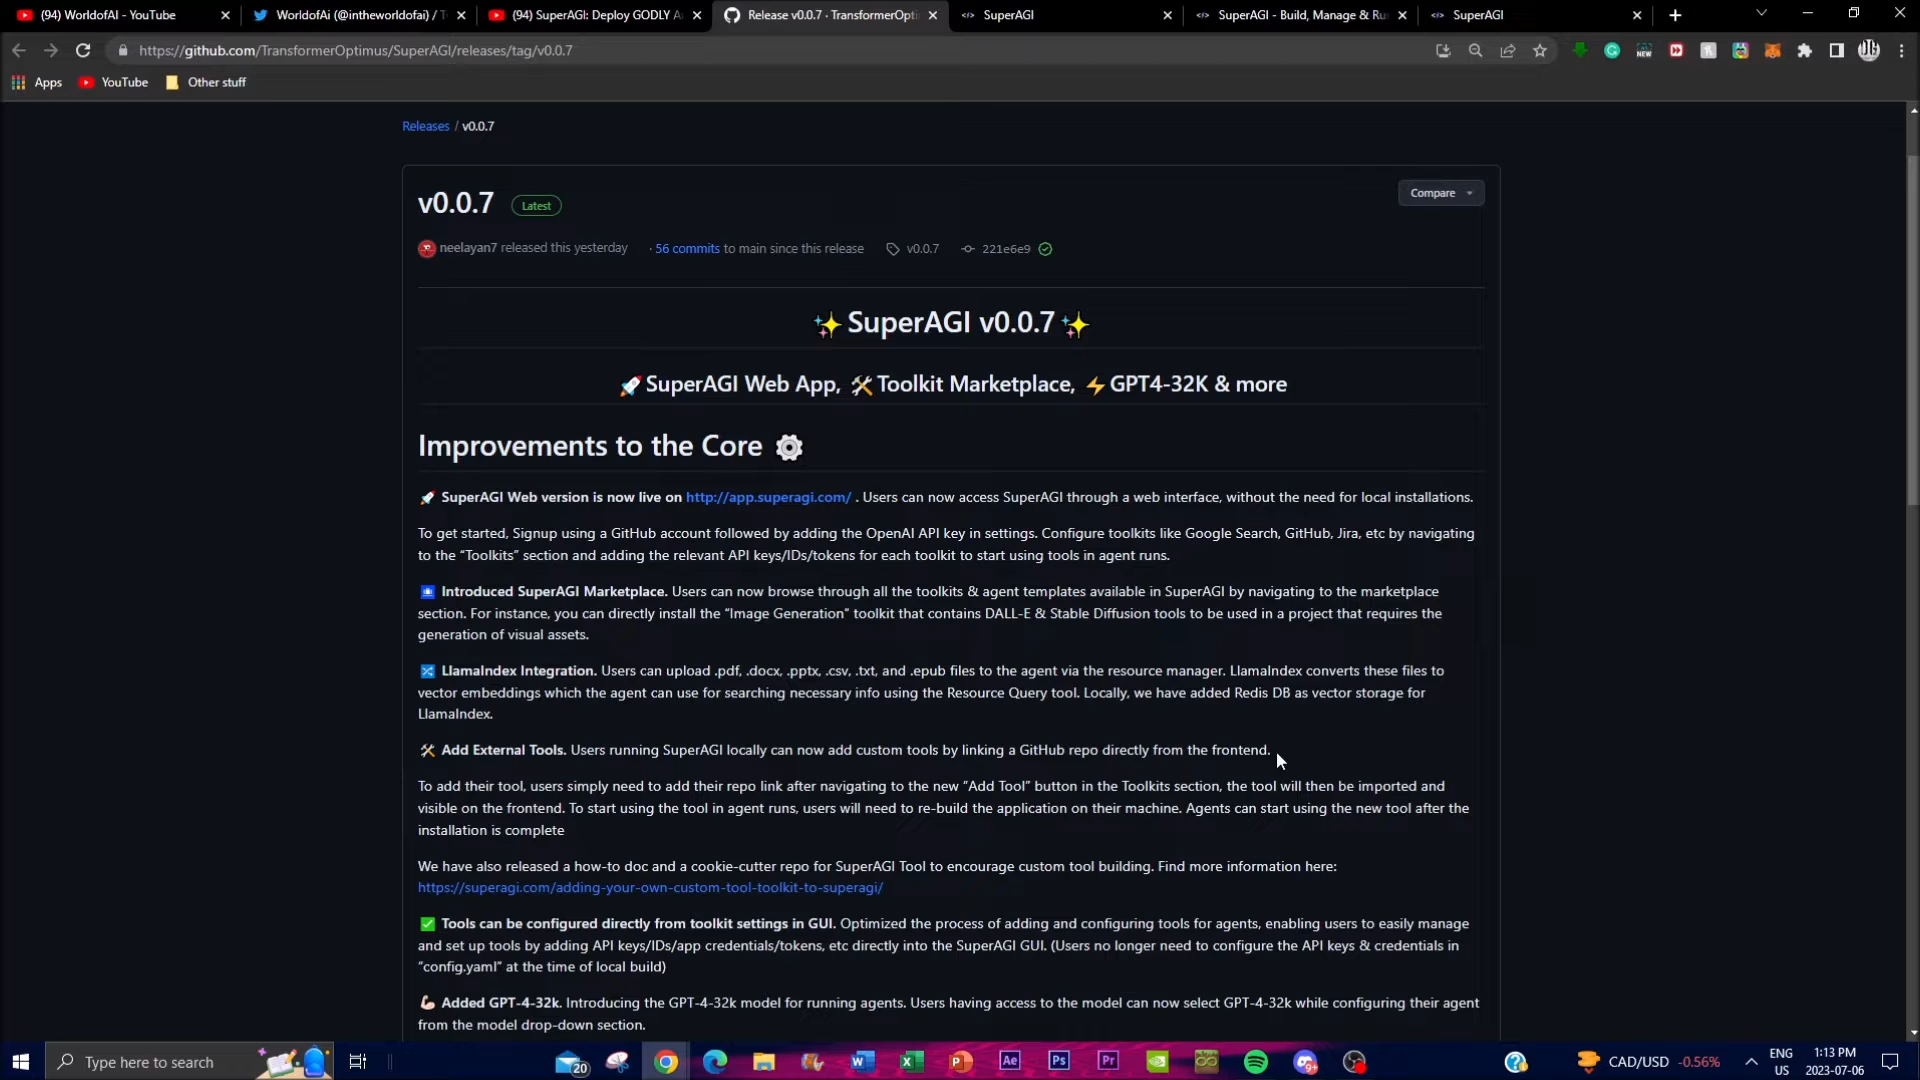 (94) WorldofAI - YouTube
WorldofAi (@intheworldofai) / T
(94) SuperAGI: Deploy GODLY A
Release v0.0.7 · TransformerOpti
SuperAGI
SuperAGI - Build, Manage & Ru
SuperAGI
https://github.com/TransformerOptimus/SuperAGI/releases/tag/v0.0.7
NEW
Apps
YouTube
Other stuff
Releases / v0.0.7
v0.0.7 Latest
Compare
neelayan7 released this yesterday · 56 commits to main since this release v0.0.7 221e6e9
✨ SuperAGI v0.0.7 ✨
🚀 SuperAGI Web App, 🛠 Toolkit Marketplace, ⚡ GPT4-32K & more
Improvements to the Core ⚙
🚀 SuperAGI Web version is now live on http://app.superagi.com/ . Users can now access SuperAGI through a web interface, without the need for local installations.
To get started, Signup using a GitHub account followed by adding the OpenAI API key in settings. Configure toolkits like Google Search, GitHub, Jira, etc by navigating
to the “Toolkits” section and adding the relevant API keys/IDs/tokens for each toolkit to start using tools in agent runs.
Introduced SuperAGI Marketplace. Users can now browse through all the toolkits & agent templates available in SuperAGI by navigating to the marketplace
section. For instance, you can directly install the “Image Generation” toolkit that contains DALL-E & Stable Diffusion tools to be used in a project that requires the
generation of visual assets.
🔀 LlamaIndex Integration. Users can upload .pdf, .docx, .pptx, .csv, .txt, and .epub files to the agent via the resource manager. LlamaIndex converts these files to
vector embeddings which the agent can use for searching necessary info using the Resource Query tool. Locally, we have added Redis DB as vector storage for
LlamaIndex.
🛠 Add External Tools. Users running SuperAGI locally can now add custom tools by linking a GitHub repo directly from the frontend.
To add their tool, users simply need to add their repo link after navigating to the new “Add Tool” button in the Toolkits section, the tool will then be imported and
visible on the frontend. To start using the tool in agent runs, users will need to re-build the application on their machine. Agents can start using the new tool after the
installation is complete
We have also released a how-to doc and a cookie-cutter repo for SuperAGI Tool to encourage custom tool building. Find more information here:
https://superagi.com/adding-your-own-custom-tool-toolkit-to-superagi/
✅ Tools can be configured directly from toolkit settings in GUI. Optimized the process of adding and configuring tools for agents, enabling users to easily manage
and set up tools by adding API keys/IDs/app credentials/tokens, etc directly into the SuperAGI GUI. (Users no longer need to configure the API keys & credentials in
“config.yaml” at the time of local build)
💪 Added GPT-4-32k. Introducing the GPT-4-32k model for running agents. Users having access to the model can now select GPT-4-32k while configuring their agent
from the model drop-down section.
Type here to search
20
Ae
Ps
Pr
9+
CAD/USD -0.56%
ENG
US
1:13 PM
2023-07-06